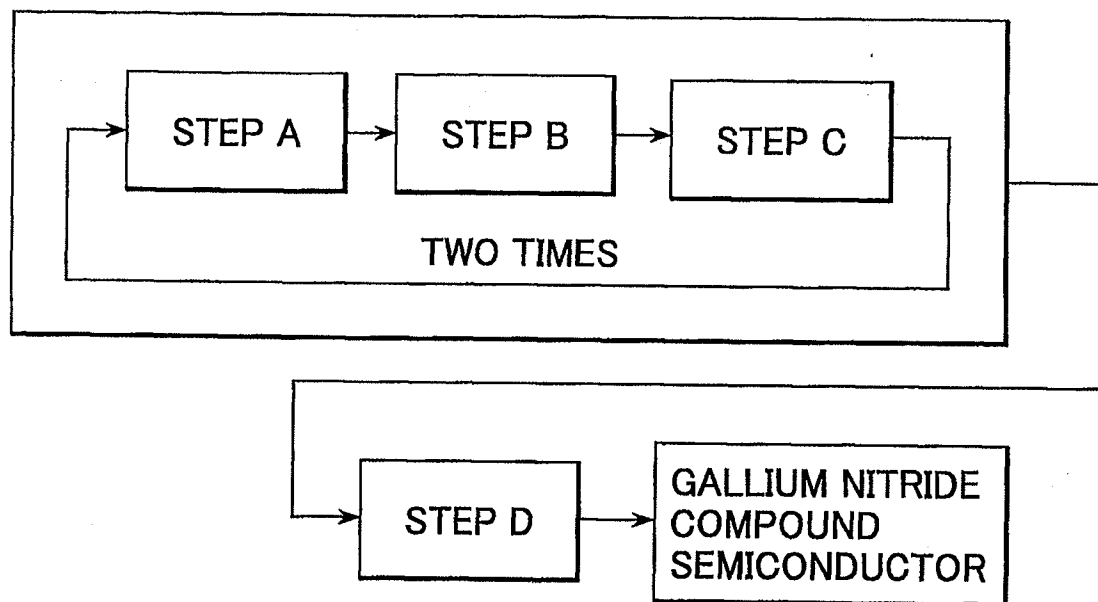 STEP A
STEP B
STEP C
TWO TIMES
STEP D
GALLIUM NITRIDE
COMPOUND
SEMICONDUCTOR